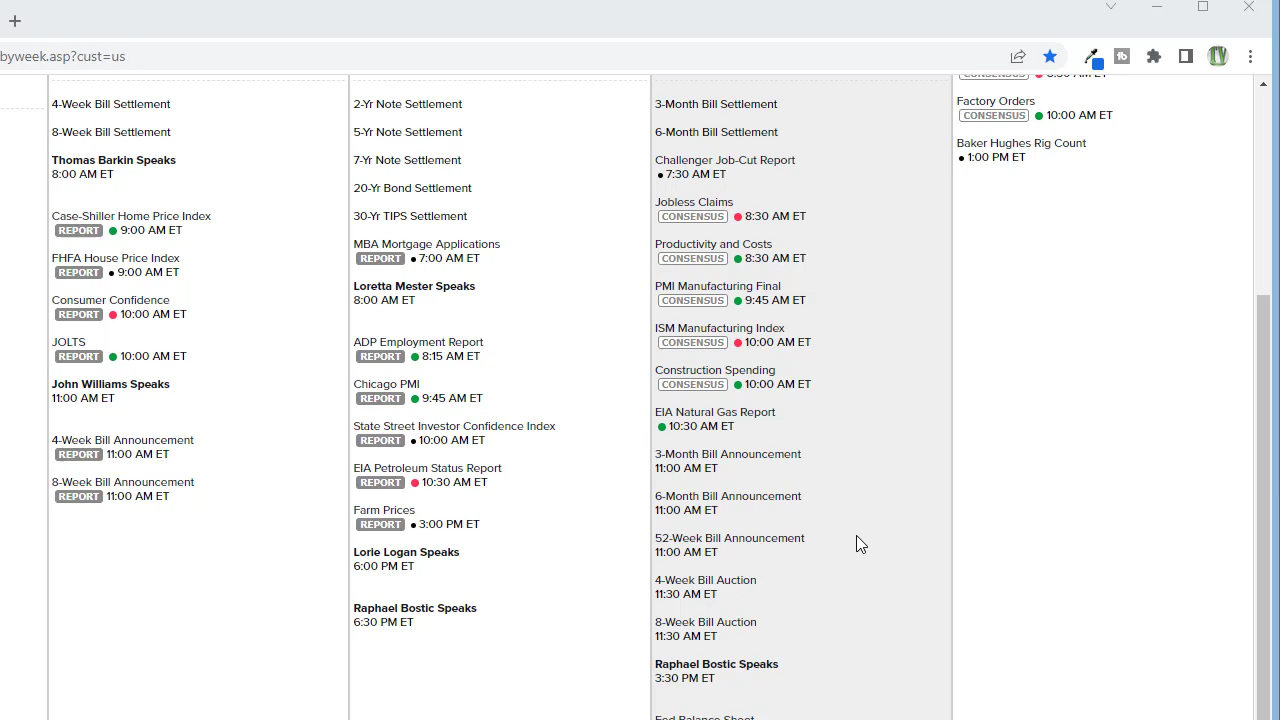 byweek.asp?cust=us
4-Week Bill Settlement
8-Week Bill Settlement
Thomas Barkin Speaks
8:00 AM ET
Case-Shiller Home Price Index
REPORT 9:00 AM ET
FHFA House Price Index
REPORT 9:00 AM ET
Consumer Confidence
REPORT 10:00 AM ET
JOLTS
REPORT 10:00 AM ET
John Williams Speaks
11:00 AM ET
4-Week Bill Announcement
REPORT 11:00 AM ET
8-Week Bill Announcement
REPORT 11:00 AM ET
2-Yr Note Settlement
5-Yr Note Settlement
7-Yr Note Settlement
20-Yr Bond Settlement
30-Yr TIPS Settlement
MBA Mortgage Applications
REPORT 7:00 AM ET
Loretta Mester Speaks
8:00 AM ET
ADP Employment Report
REPORT 8:15 AM ET
Chicago PMI
REPORT 9:45 AM ET
State Street Investor Confidence Index
REPORT 10:00 AM ET
EIA Petroleum Status Report
REPORT 10:30 AM ET
Farm Prices
REPORT 3:00 PM ET
Lorie Logan Speaks
6:00 PM ET
Raphael Bostic Speaks
6:30 PM ET
3-Month Bill Settlement
6-Month Bill Settlement
Challenger Job-Cut Report
7:30 AM ET
Jobless Claims
CONSENSUS 8:30 AM ET
Productivity and Costs
CONSENSUS 8:30 AM ET
PMI Manufacturing Final
CONSENSUS 9:45 AM ET
ISM Manufacturing Index
CONSENSUS 10:00 AM ET
Construction Spending
CONSENSUS 10:00 AM ET
EIA Natural Gas Report
10:30 AM ET
3-Month Bill Announcement
11:00 AM ET
6-Month Bill Announcement
11:00 AM ET
52-Week Bill Announcement
11:00 AM ET
4-Week Bill Auction
11:30 AM ET
8-Week Bill Auction
11:30 AM ET
Raphael Bostic Speaks
3:30 PM ET
Fed Balance Sheet
CONSENSUS 8:30 AM ET
Factory Orders
CONSENSUS 10:00 AM ET
Baker Hughes Rig Count
1:00 PM ET